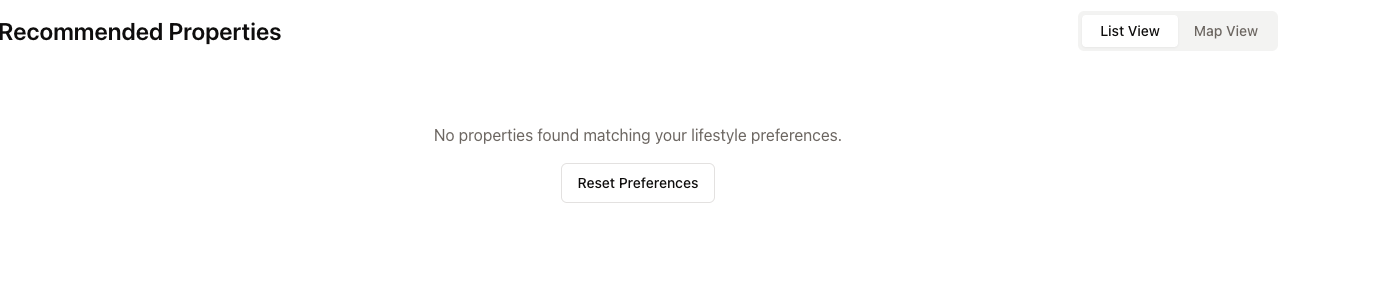 Recommended Properties
List View
Map View
No properties found matching your lifestyle preferences.
Reset Preferences